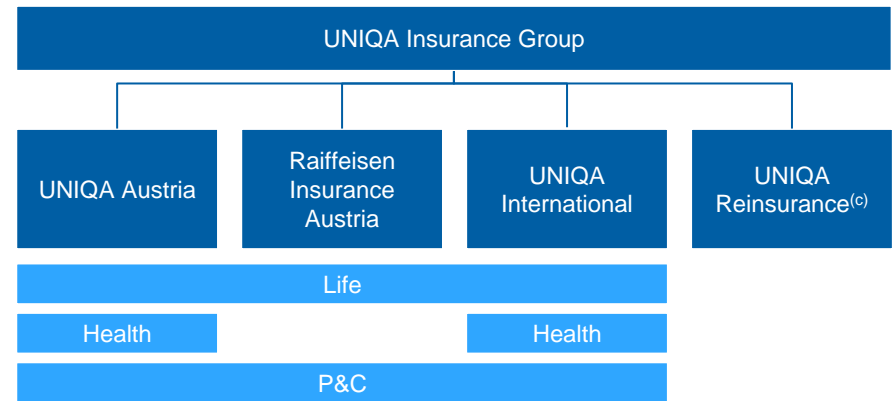 UNIQA Insurance Group
UNIQA Austria
Raiffeisen
Insurance
Austria
UNIQA
International
UNIQA
Reinsurance(c)
Life
Health
Health
P&C